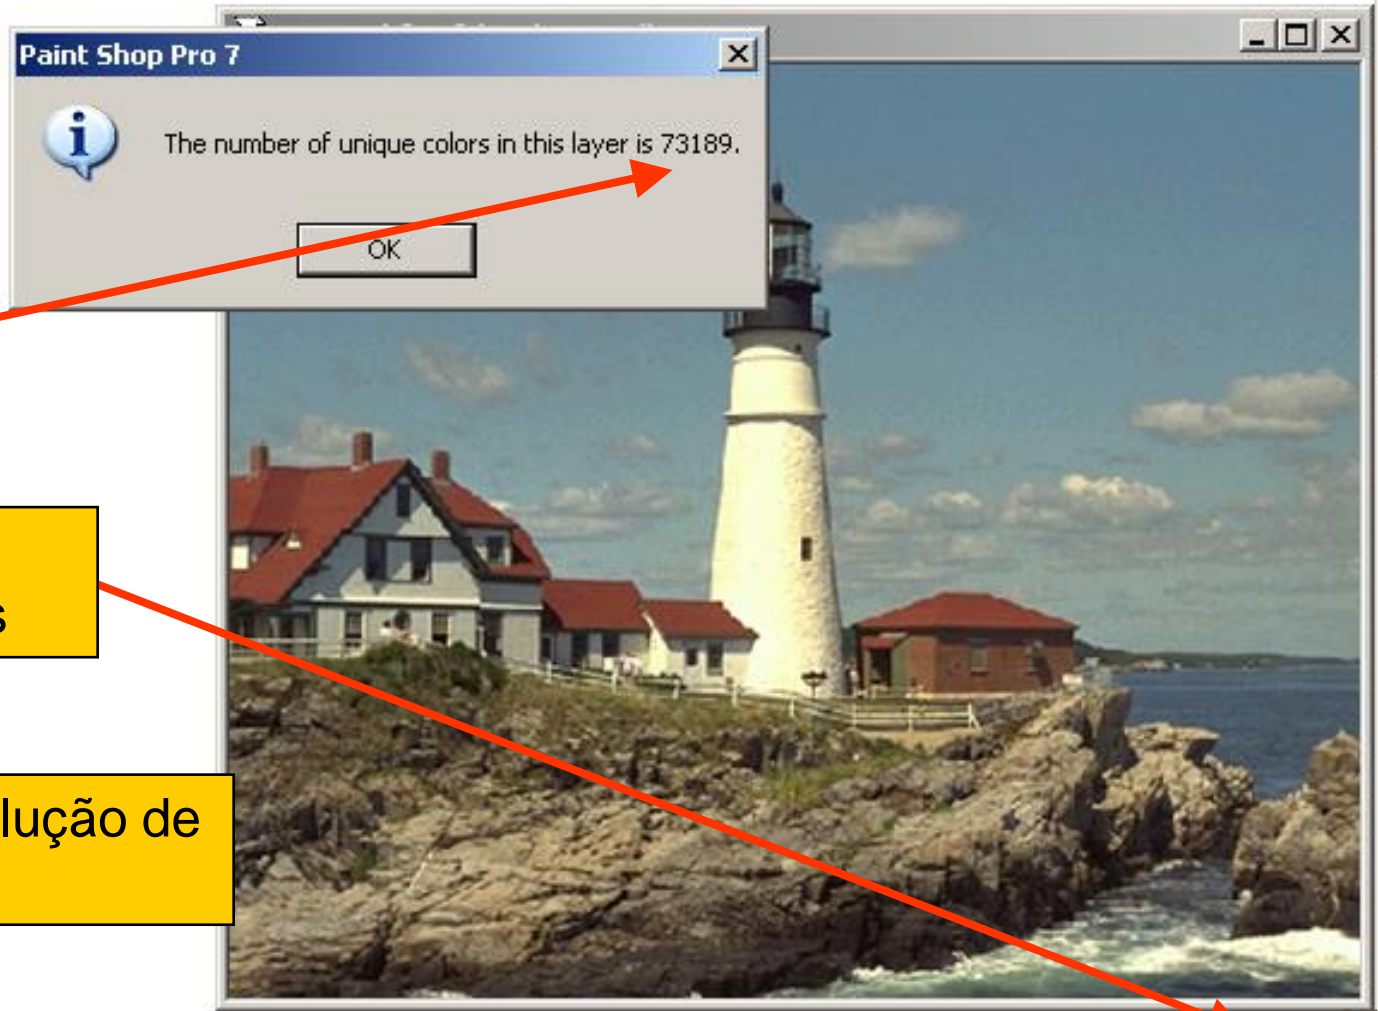 Paint Shop Pro 7
The number of unique colors in this layer is 73189.
OK
s
lução de